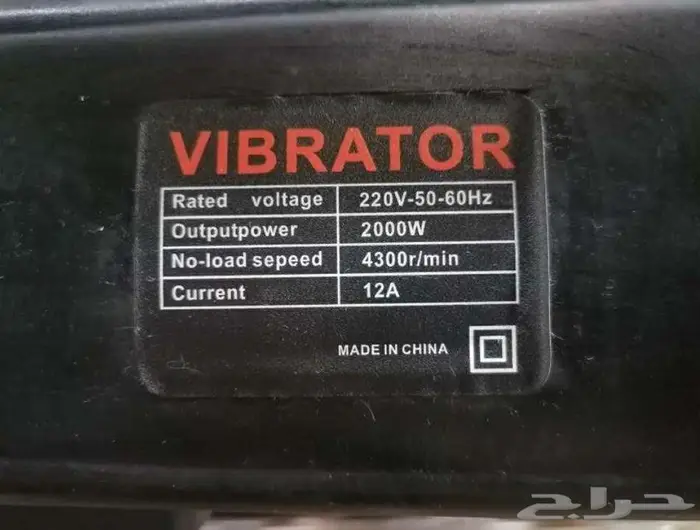 VIBRATOR
Rated voltage 220V-50-60Hz
Outputpower 2000W
No-load sepeed 4300r/min
Current 12A
MADE IN CHINA
حراج